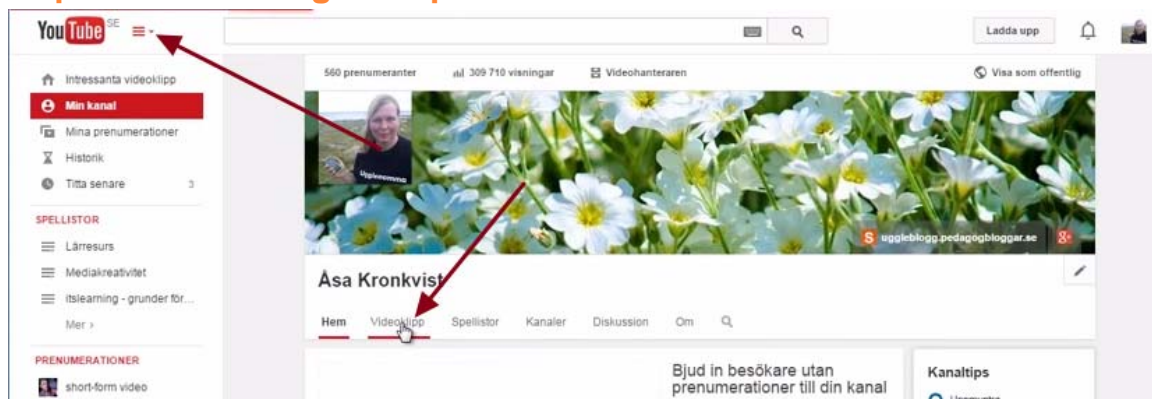 YouTube SE
Ladda upp
Intressanta videoklipp
Min kanal
Mina prenumerationer
Historik
Titta senare 3
SPELLISTOR
Lärresurs
Mediakreativitet
itslearning - grunder för...
Mer ›
PRENUMERATIONER
short-form video
560 prenumeranter 309 710 visningar Videohanteraren Visa som offentlig
uggleblogg.pedagogbloggar.se g+
Åsa Kronkvist
Hem Videoklipp Spellistor Kanaler Diskussion Om
Bjud in besökare utan
prenumerationer till din kanal
Kanaltips